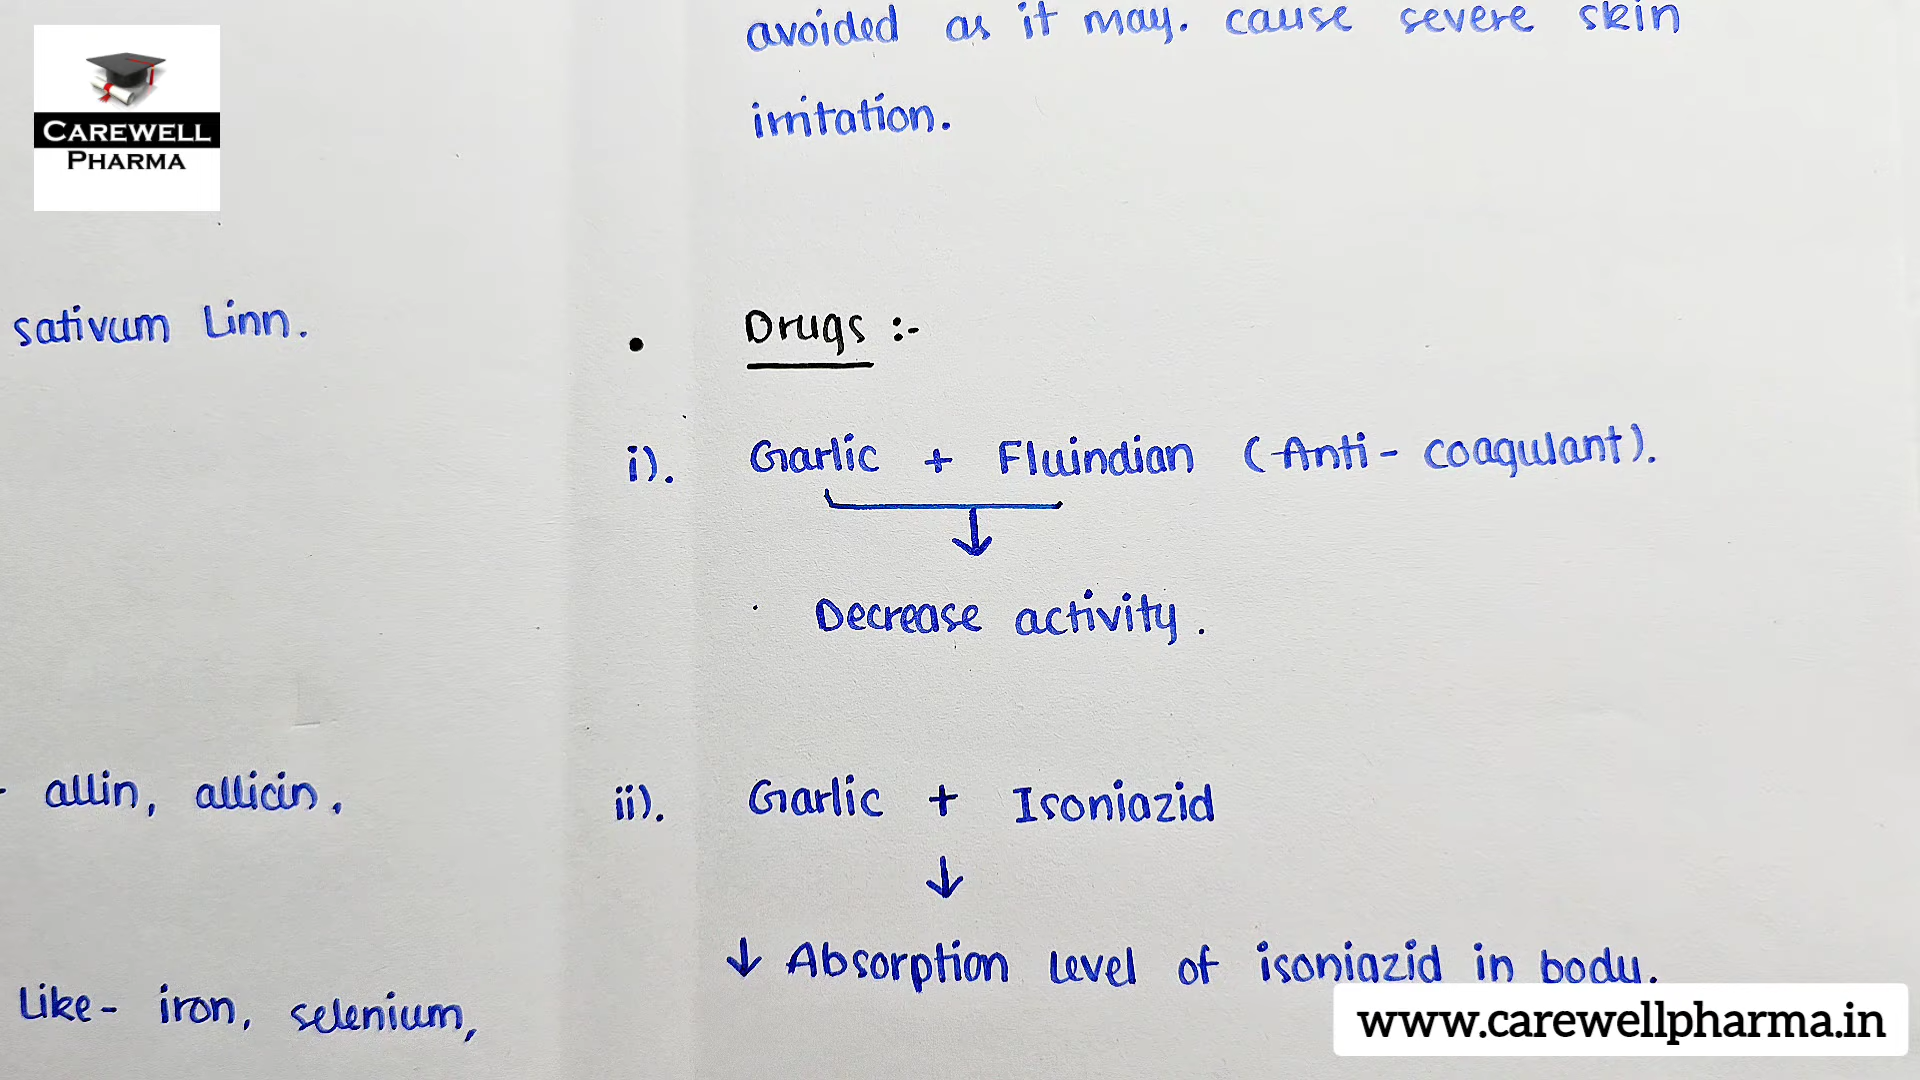 CAREWELL
PHARMA
sativum Linn.
- allin, allicin.
Like- iron, selenium,
avoided as it may. cause severe skin
irritation.
• Drugs :-
i). Garlic + Fluindian (Anti-coagulant).
↓
Decrease activity.
ii). Garlic + Isoniazid
↓
↓ Absorption level of isoniazid in body.
www.carewellpharma.in